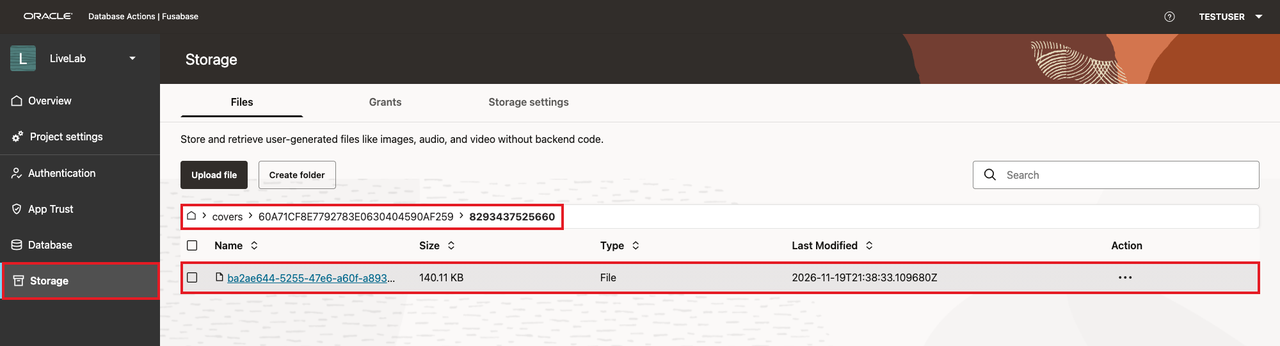 ORACLE Database Actions | Fusabase
TESTUSER
L LiveLab
Storage
Overview
Project settings
Authentication
App Trust
Database
Storage
Files Grants Storage settings
Store and retrieve user-generated files like images, audio, and video without backend code.
Upload file Create folder Search
covers > 60A71CF8E7792783E0630404590AF259 > 8293437525660
Name Size Type Last Modified Action
ba2ae644-5255-47e6-a60f-a893... 140.11 KB File 2026-11-19T21:38:33.109680Z